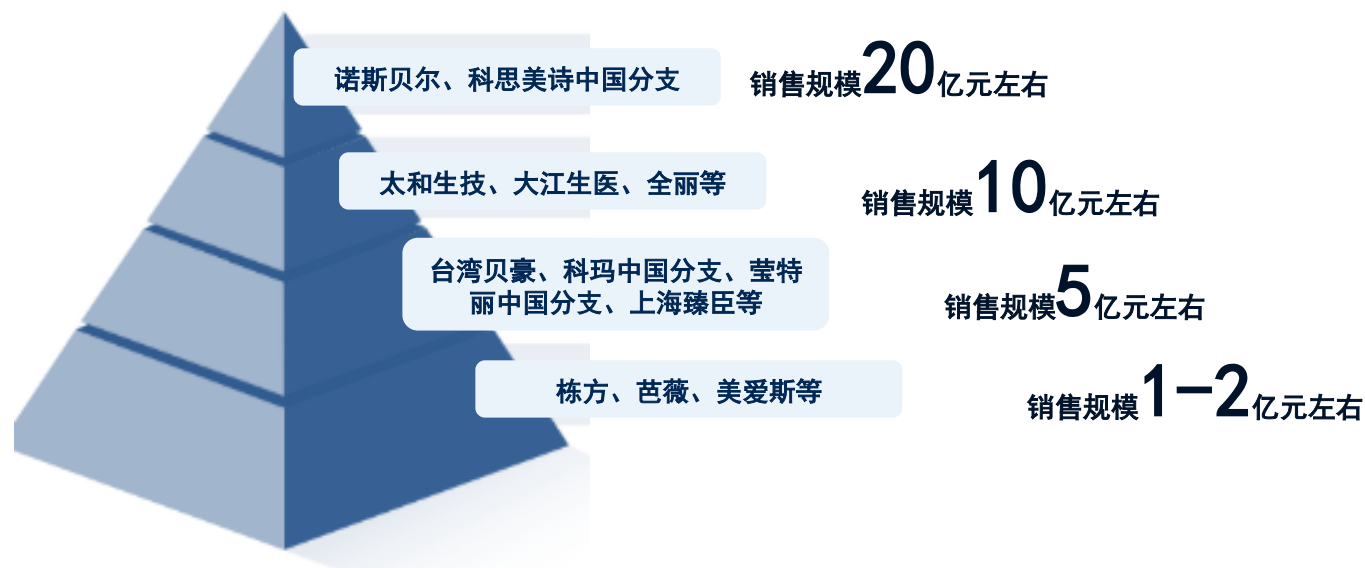 诺斯贝尔、科思美诗中国分支
销售规模20亿元左右
太和生技、大江生医、全丽等
销售规模10亿元左右
台湾贝豪、科玛中国分支、莹特
丽中国分支、上海臻臣等
销售规模5亿元左右
栋方、芭薇、美爱斯等
销售规模1-2亿元左右